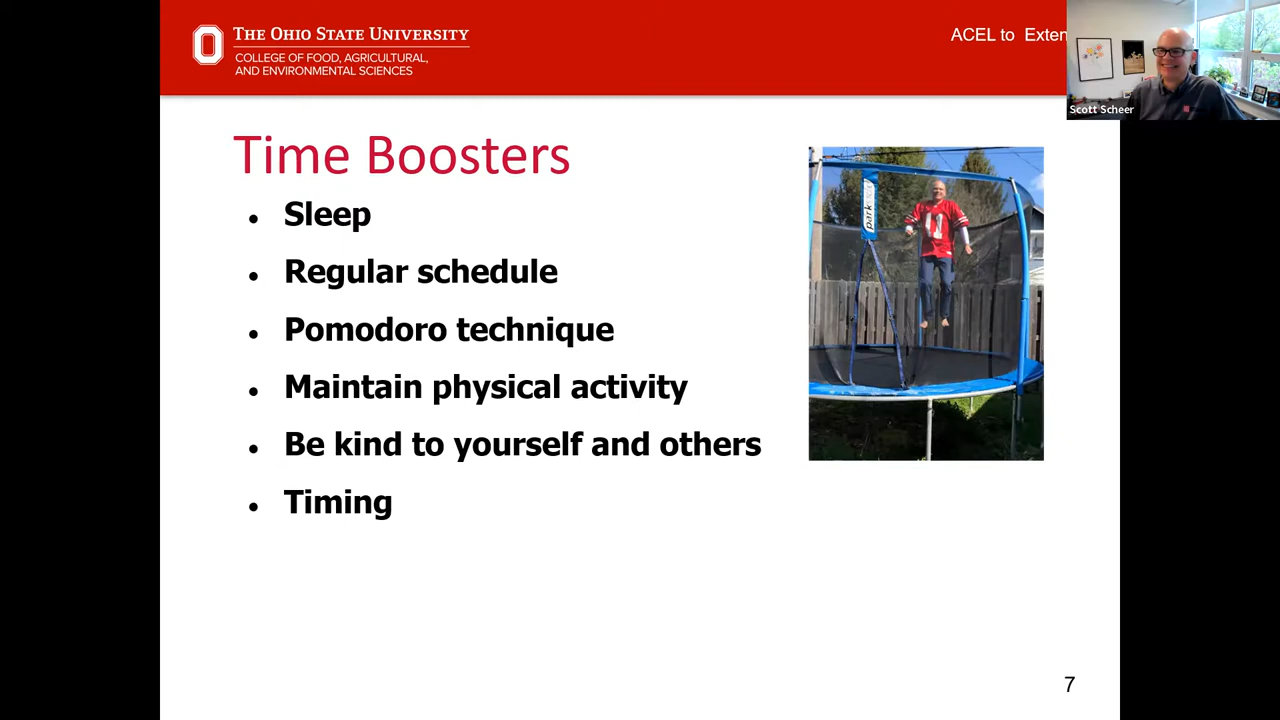 THE OHIO STATE UNIVERSITY
COLLEGE OF FOOD, AGRICULTURAL,
AND ENVIRONMENTAL SCIENCES
ACEL to Exten
Scott Scheer
Time Boosters
• Sleep
• Regular schedule
• Pomodoro technique
• Maintain physical activity
• Be kind to yourself and others
• Timing
11
7